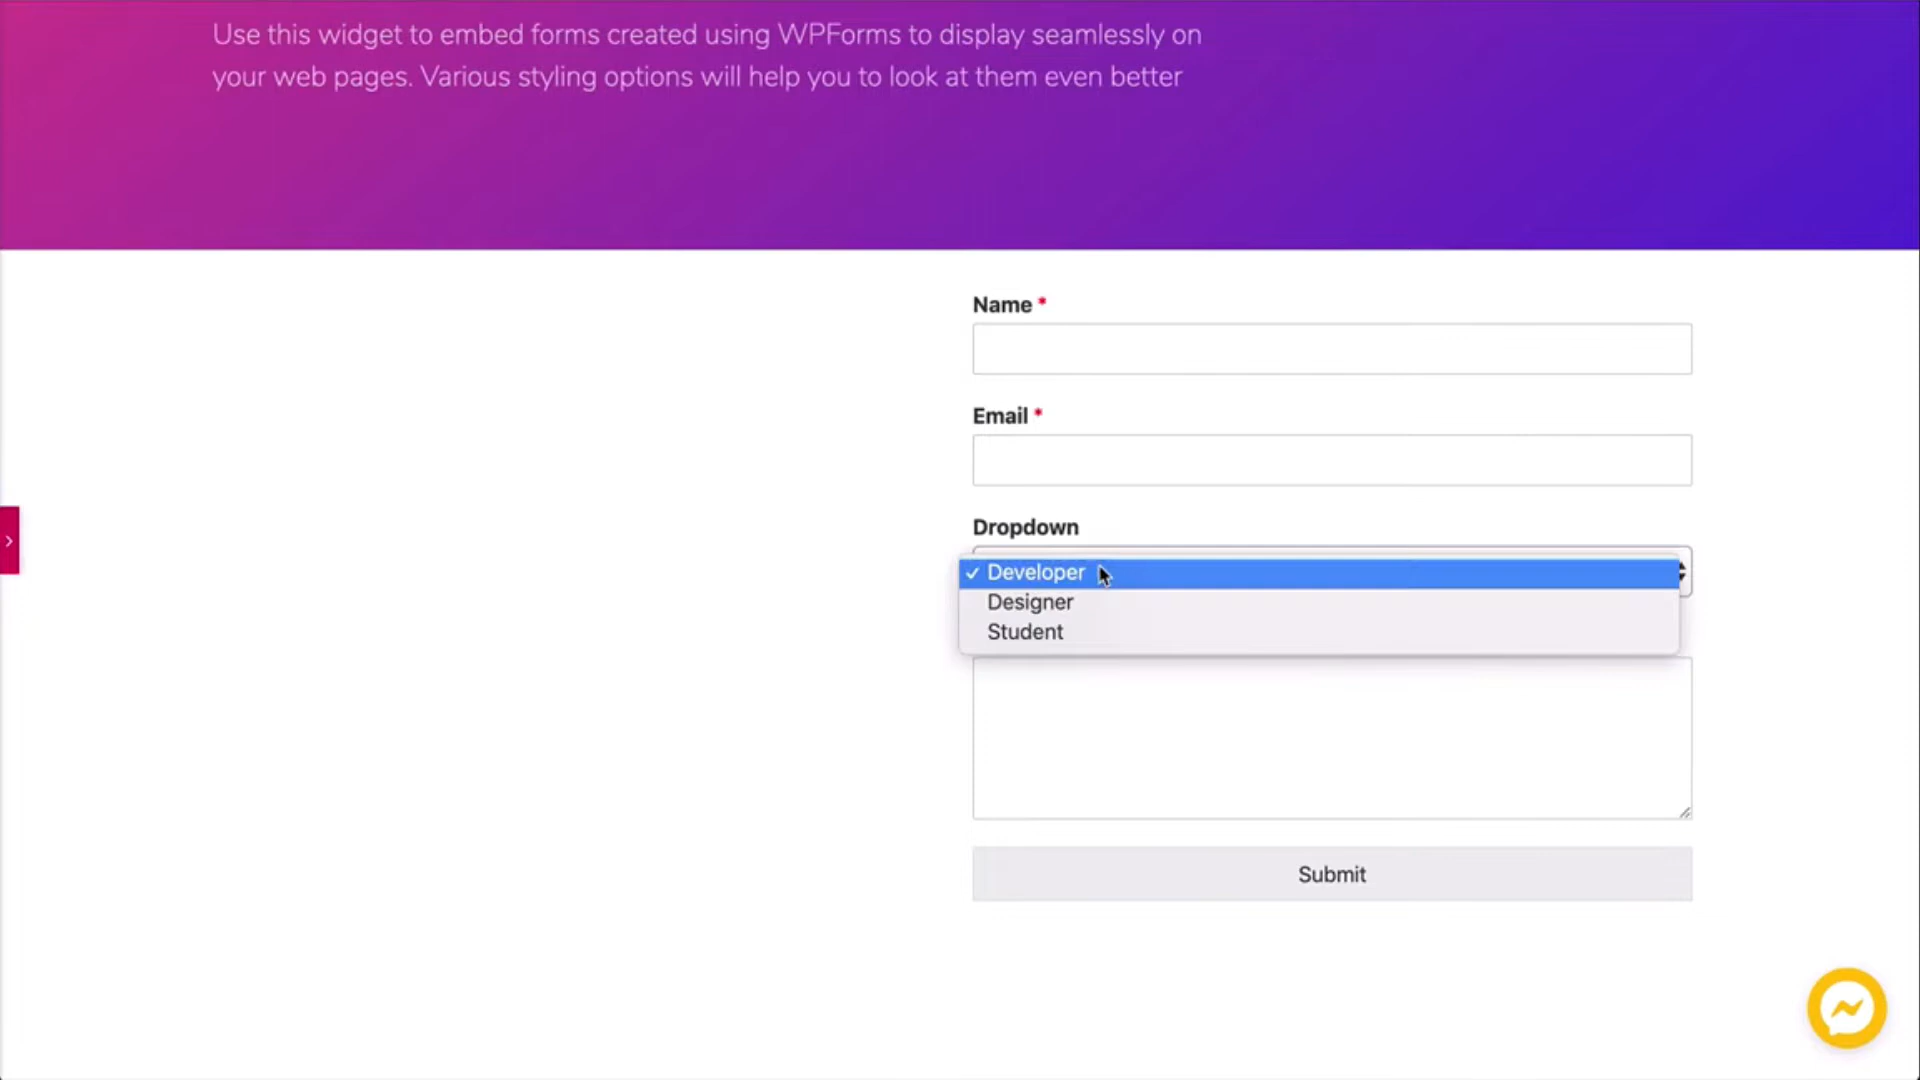 Use this widget to embed forms created using WPForms to display seamlessly on
your web pages. Various styling options will help you to look at them even better
Name *
Email *
Dropdown
Developer
Designer
Student
Submit